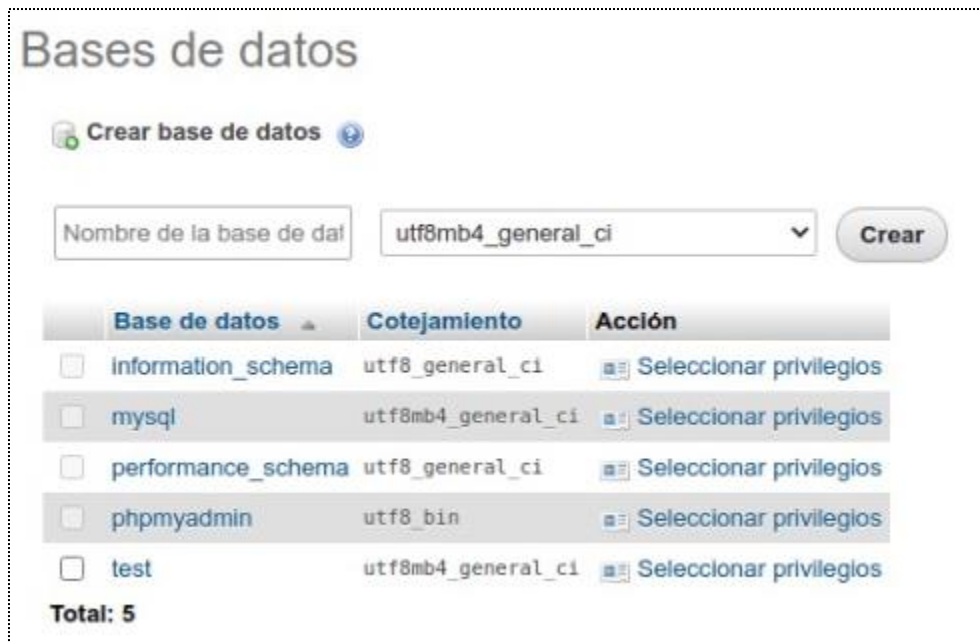 Bases de datos
Crear base de datos
Nombre de la base de dat
utf8mb4_general_ci
Crear
Base de datos Cotejamiento Acción
information_schema utf8_general_ci Seleccionar privilegios
mysql utf8mb4_general_ci Seleccionar privilegios
performance_schema utf8_general_ci Seleccionar privilegios
phpmyadmin utf8_bin Seleccionar privilegios
test utf8mb4_general_ci Seleccionar privilegios
Total: 5